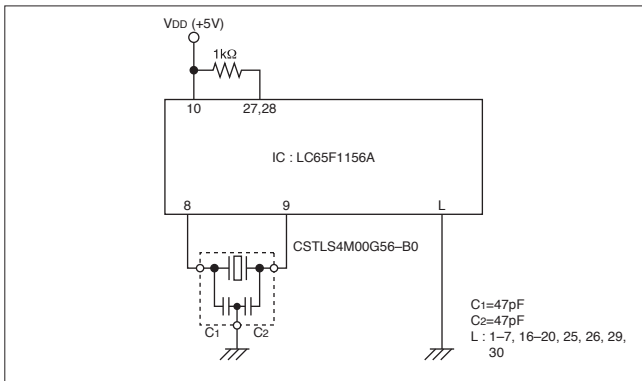 VDD (+5V)
1kΩ
10 27,28
IC : LC65F1156A
8 9 L
CSTLS4M00G56–B0
C1 C2
C1=47pF
C2=47pF
L : 1–7, 16–20, 25, 26, 29,
30